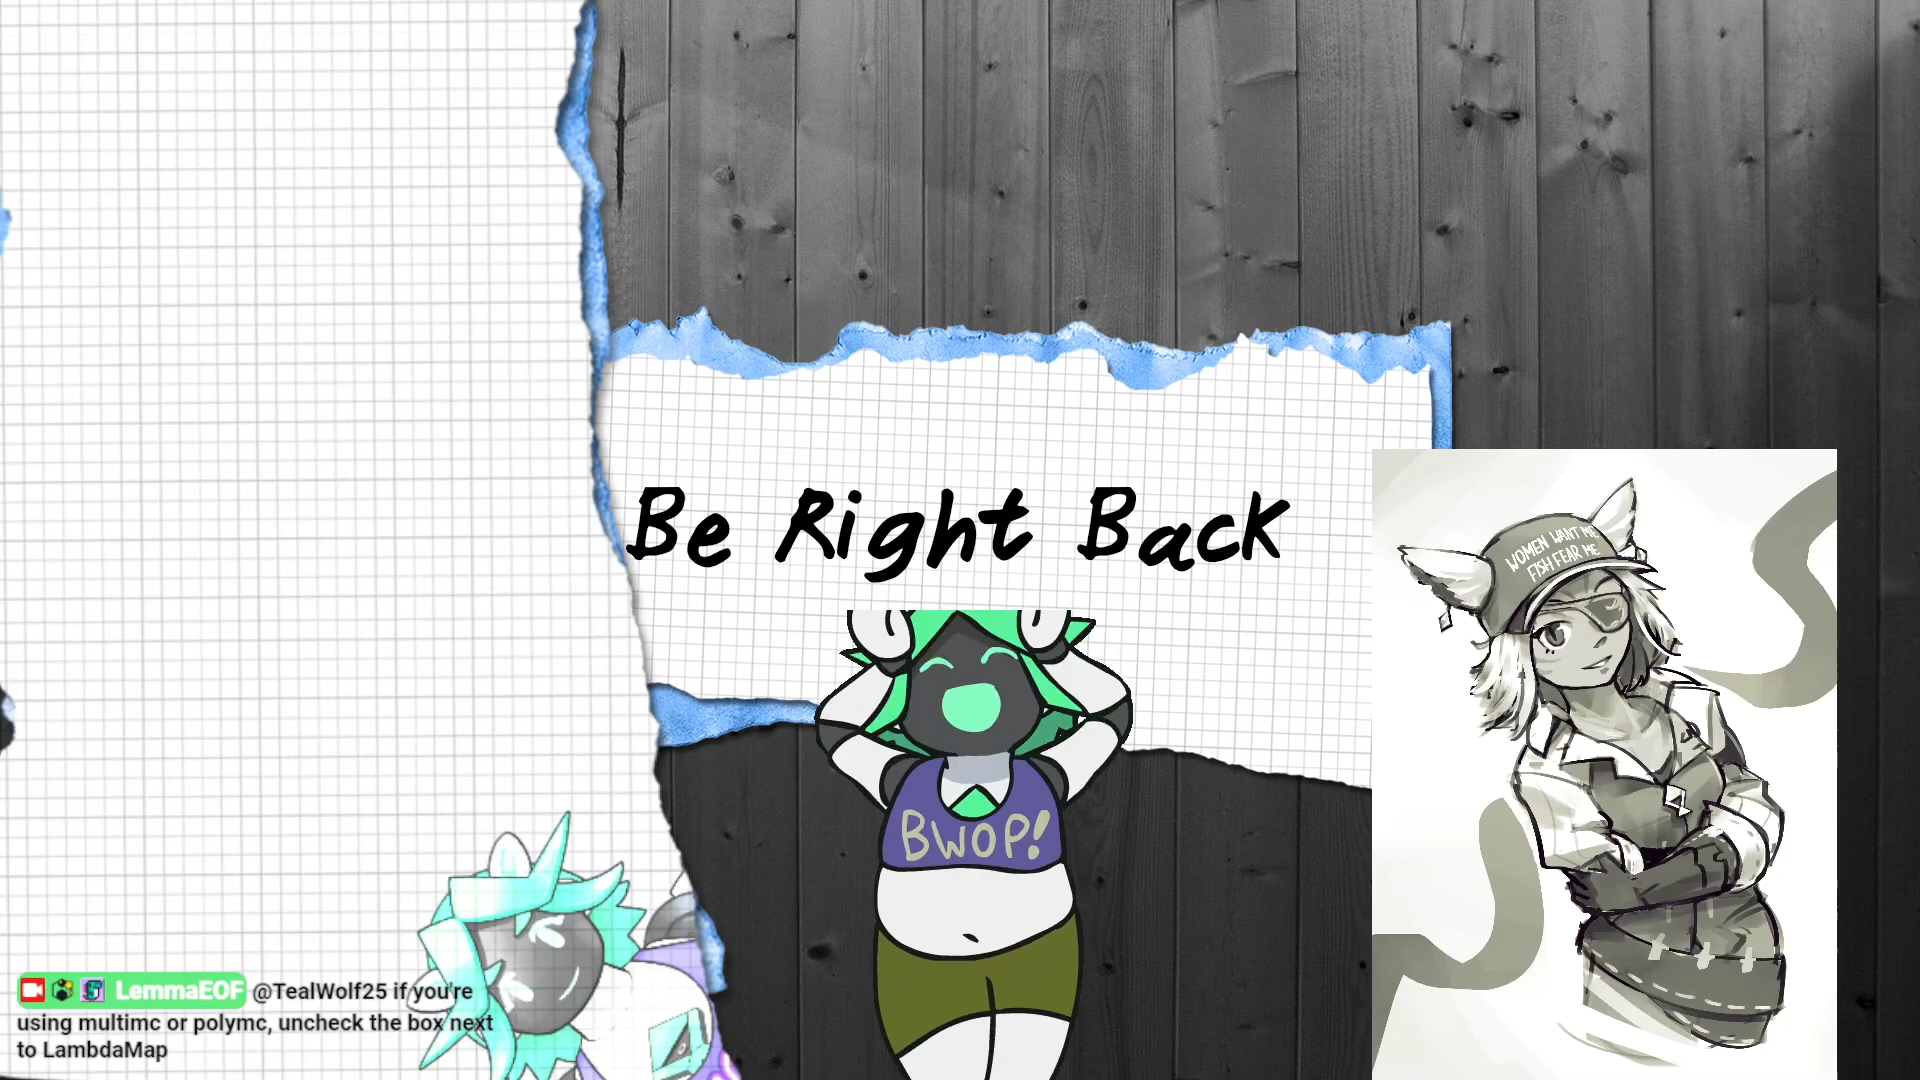 Be Right Back
WOMEN WANT ME
FISH FEAR ME
BWOP!
LemmaEOF @TealWolf25 if you're
using multimc or polymc, uncheck the box next
to LambdaMap